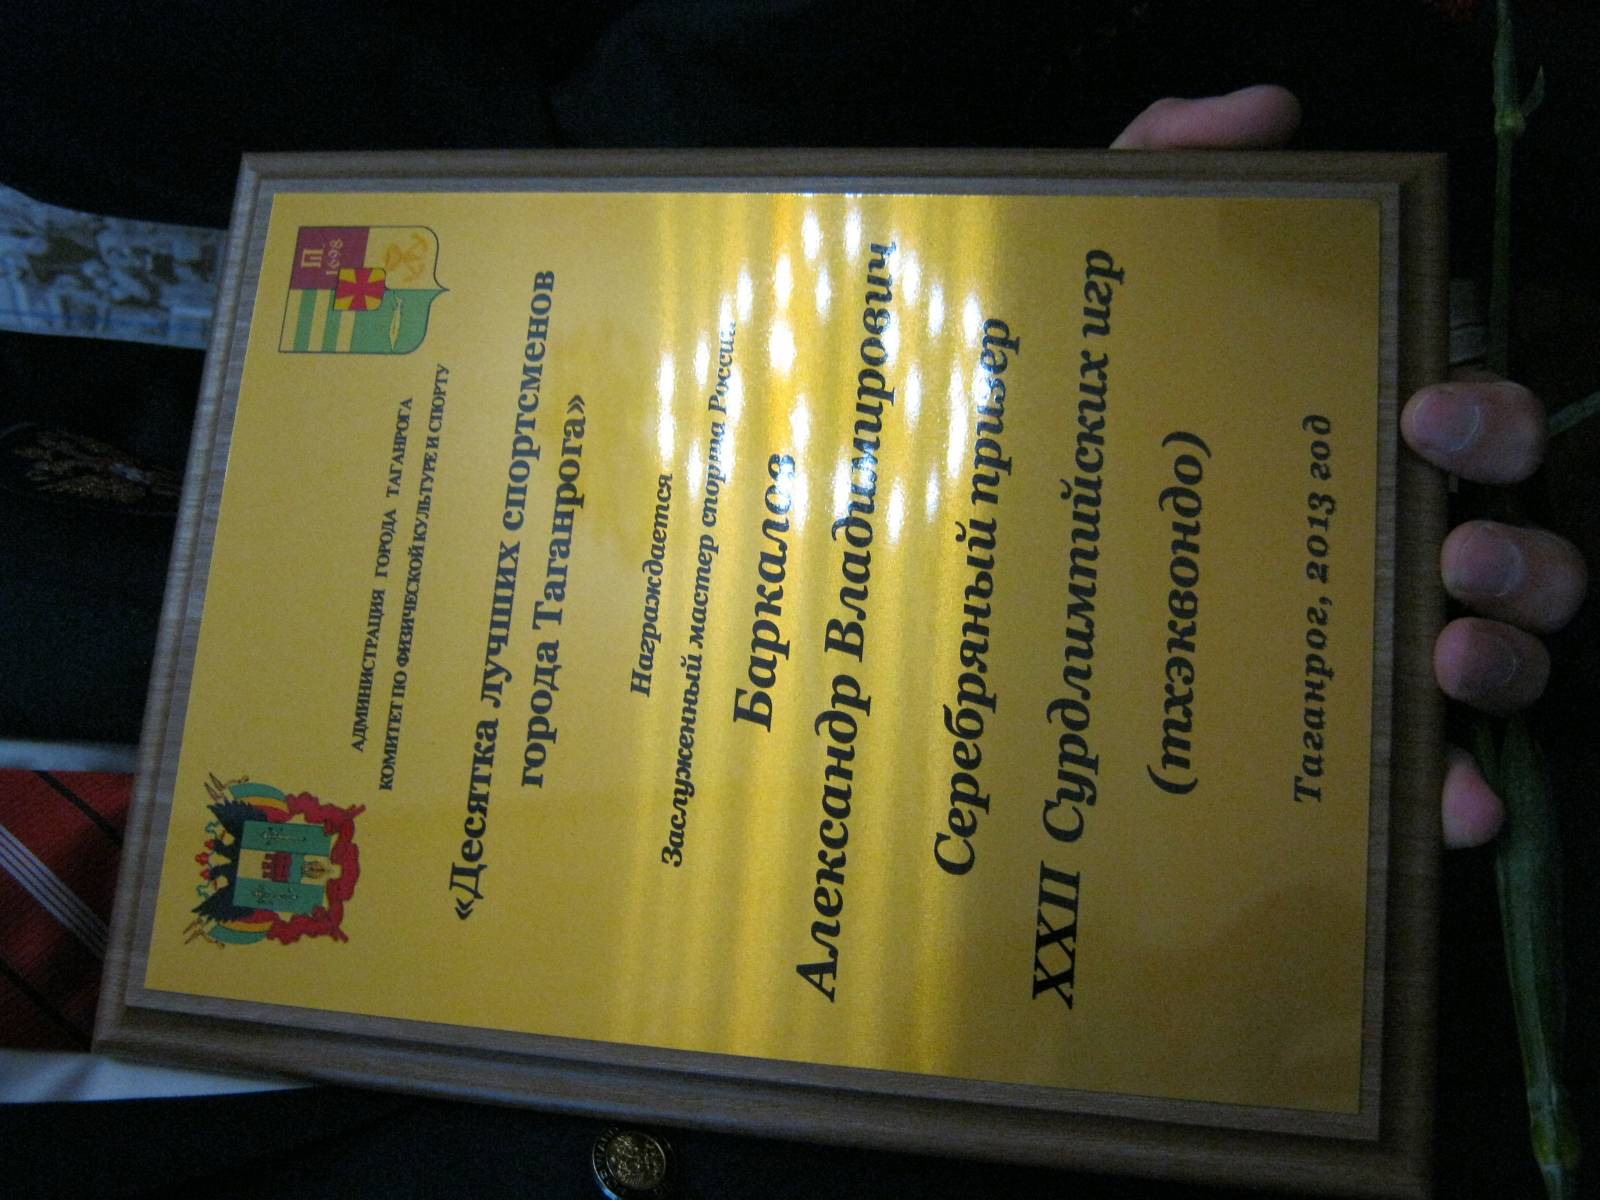 П
1698
АДМИНИСТРАЦИЯ ГОРОДА ТАГАНРОГА
КОМИТЕТ ПО ФИЗИЧЕСКОЙ КУЛЬТУРЕ И СПОРТУ
«Десятка лучших спортсменов
города Таганрога»
Награждается
Заслуженный мастер спорта России
Баркалов
Александр Владимирович
Серебряный призер
XXII Сурдлимпийских игр
(тхэквондо)
Таганрог, 2013 год